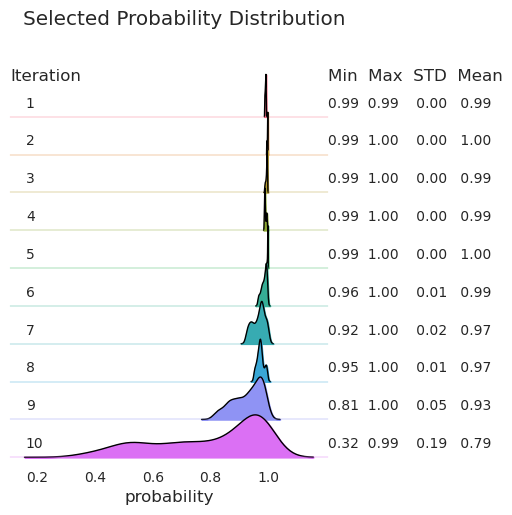 Selected Probability Distribution
Iteration Min Max STD Mean
1 0.99 0.99 0.00 0.99
2 0.99 1.00 0.00 1.00
3 0.99 1.00 0.00 0.99
4 0.99 1.00 0.00 0.99
5 0.99 1.00 0.00 1.00
6 0.96 1.00 0.01 0.99
7 0.92 1.00 0.02 0.97
8 0.95 1.00 0.01 0.97
9 0.81 1.00 0.05 0.93
10 0.32 0.99 0.19 0.79
0.2 0.4 0.6 0.8 1.0
probability